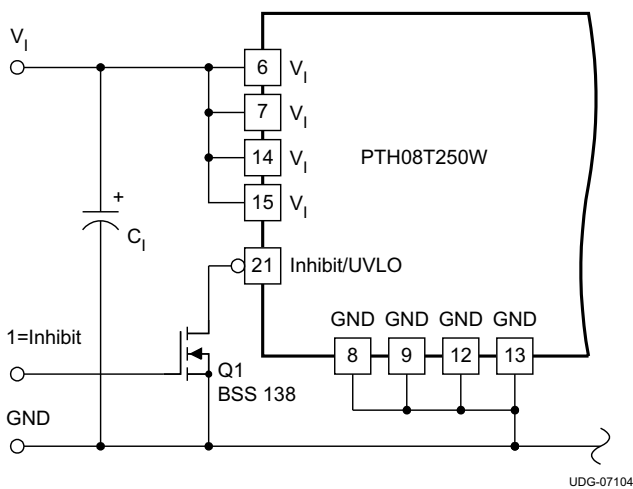 V_I
6 V_I
7 V_I
PTH08T250W
14 V_I
15 V_I
+
C_I
21 Inhibit/UVLO
1=Inhibit
GND GND GND GND
8 9 12 13
Q1
BSS 138
GND
UDG-07104